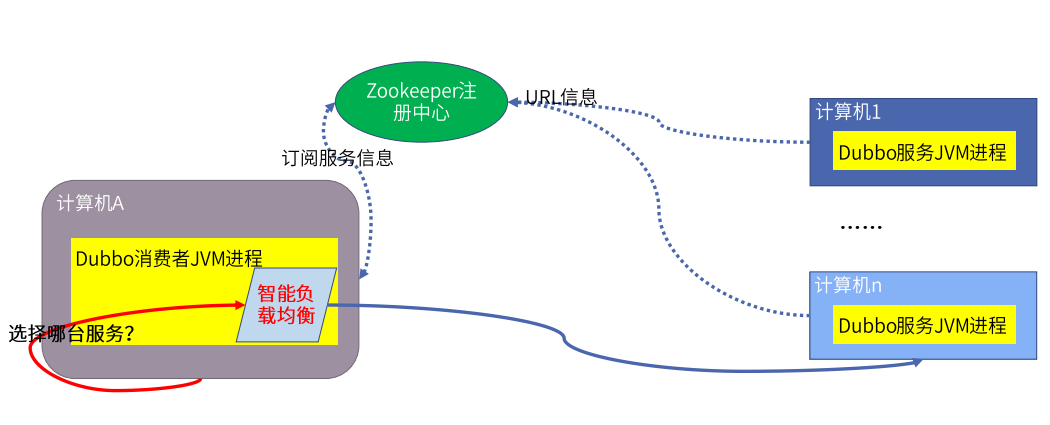 Zookeeper注
册中心
URL信息
计算机1
Dubbo服务JVM进程
订阅服务信息
计算机A
……
Dubbo消费者JVM进程
智能负
载均衡
选择哪台服务?
计算机n
Dubbo服务JVM进程